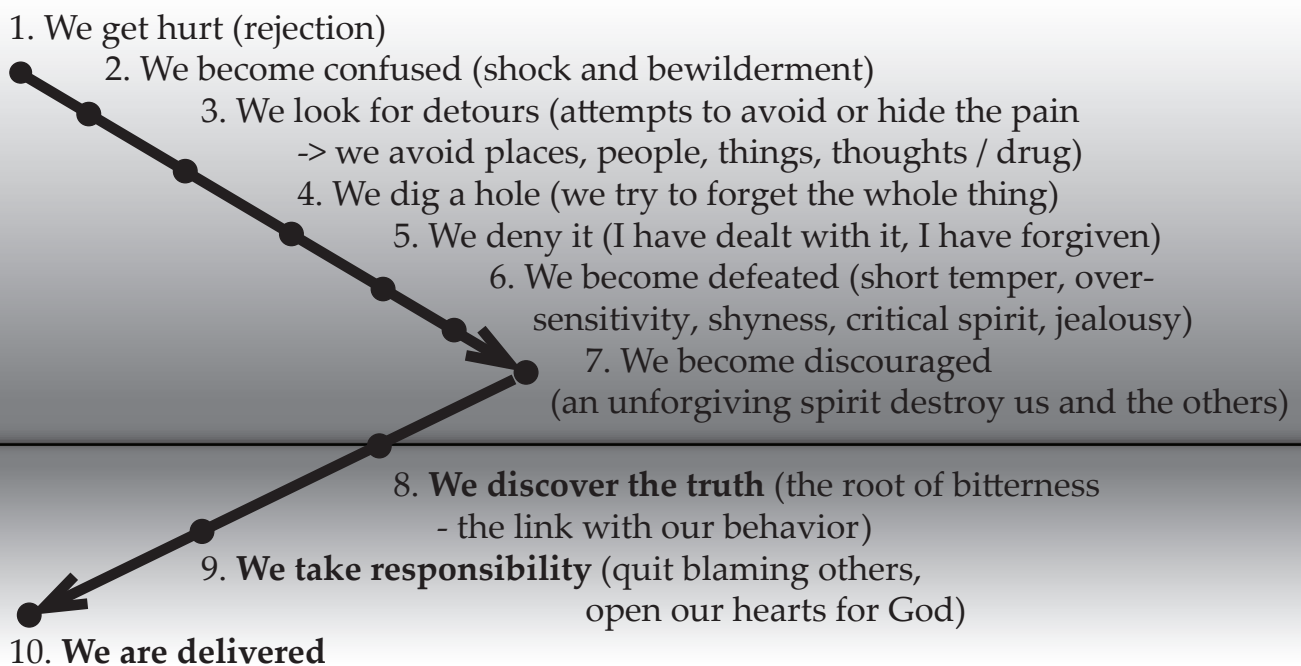 1. We get hurt (rejection)
2. We become confused (shock and bewilderment)
3. We look for detours (attempts to avoid or hide the pain
-> we avoid places, people, things, thoughts / drug)
4. We dig a hole (we try to forget the whole thing)
5. We deny it (I have dealt with it, I have forgiven)
6. We become defeated (short temper, over-
sensitivity, shyness, critical spirit, jealousy)
7. We become discouraged
(an unforgiving spirit destroy us and the others)
8. We discover the truth (the root of bitterness
- the link with our behavior)
9. We take responsibility (quit blaming others,
open our hearts for God)
10. We are delivered